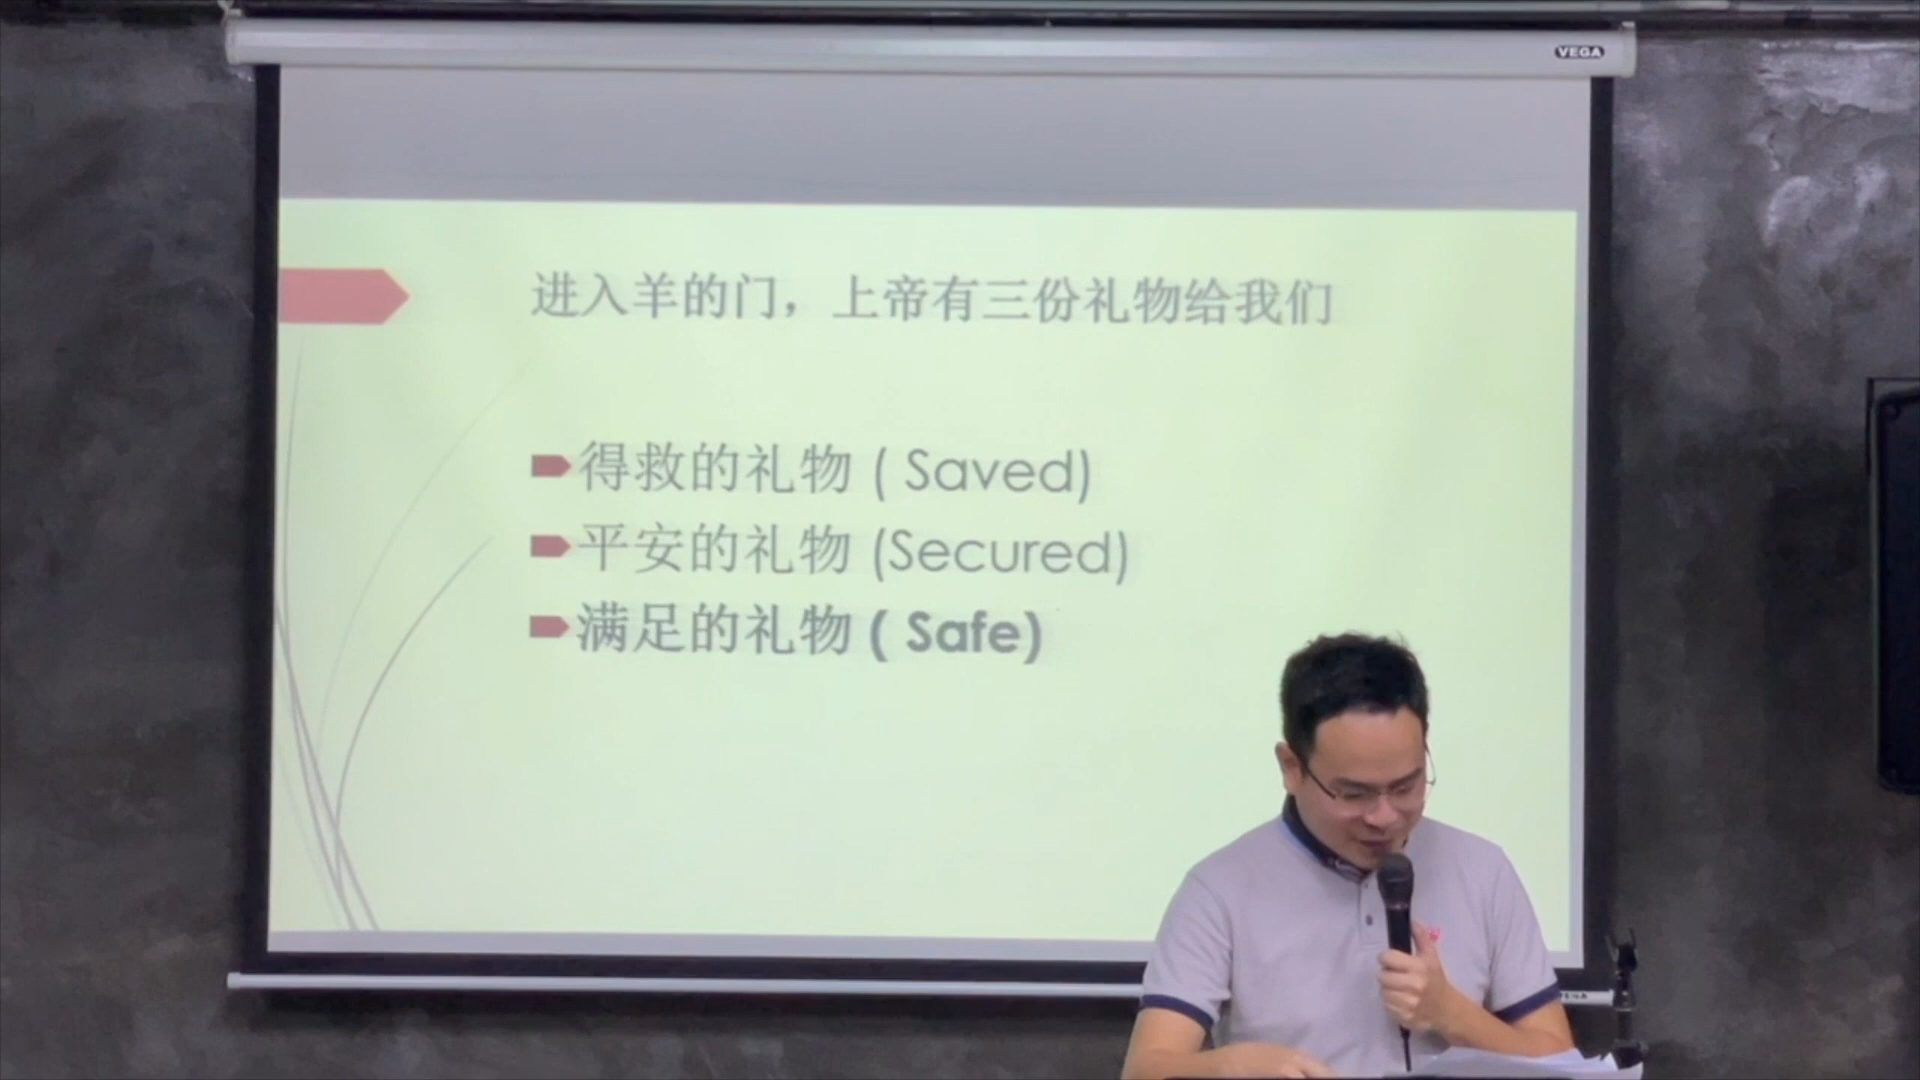 VEGA
进入羊的门，上帝有三份礼物给我们
得救的礼物 ( Saved)
平安的礼物 (Secured)
满足的礼物 ( Safe)
VEGA